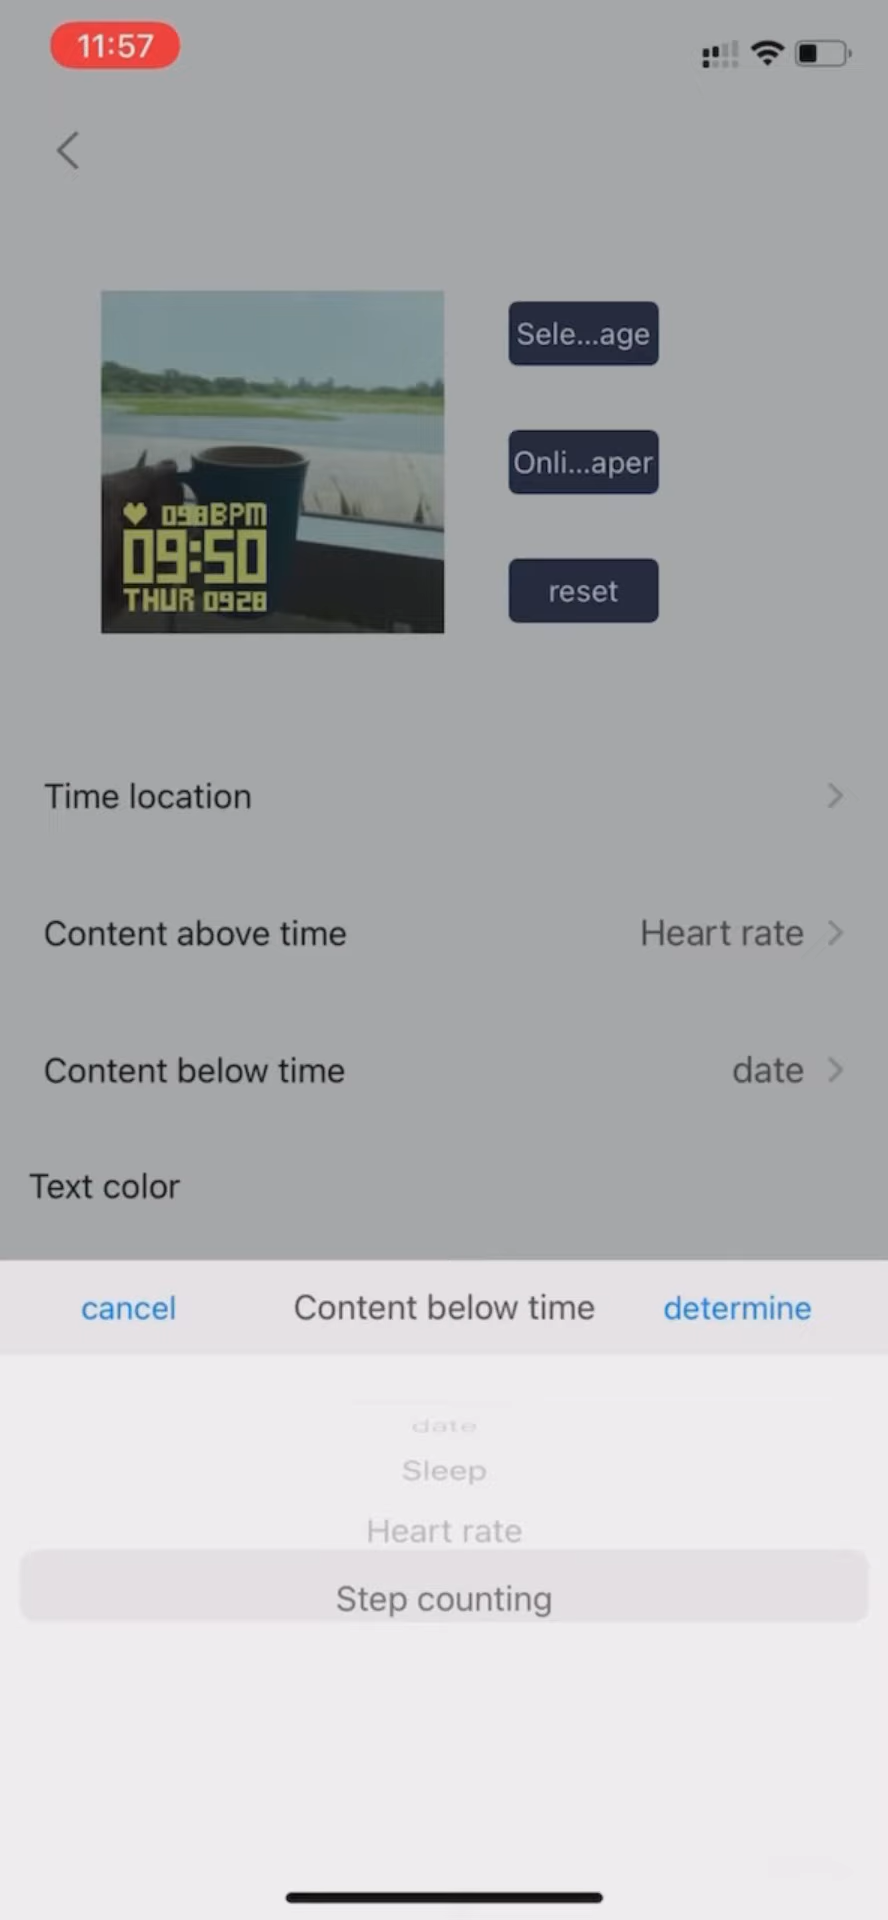 11:57
Sele...age
Onli...aper
reset
098BPM
09:50
THUR 0928
Time location
Content above time
Heart rate
Content below time
date
Text color
cancel
Content below time
determine
date
Sleep
Heart rate
Step counting